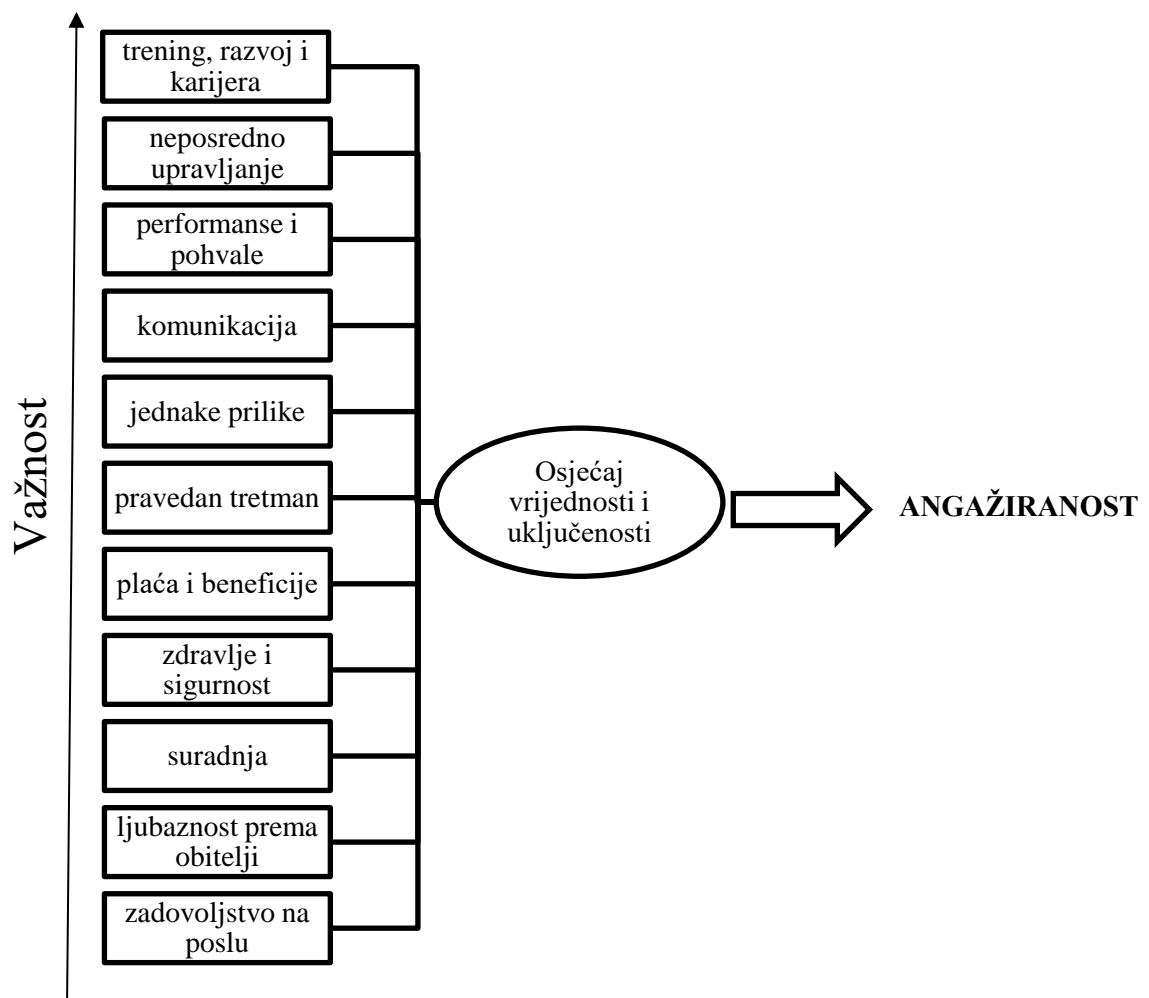 Važnost
trening, razvoj i
karijera
neposredno
upravljanje
performanse i
pohvale
komunikacija
jednake prilike
pravedan tretman
plaća i beneficije
zdravlje i
sigurnost
suradnja
ljubaznost prema
obitelji
zadovoljstvo na
poslu
Osjećaj
vrijednosti i
uključenosti
ANGAŽIRANOST